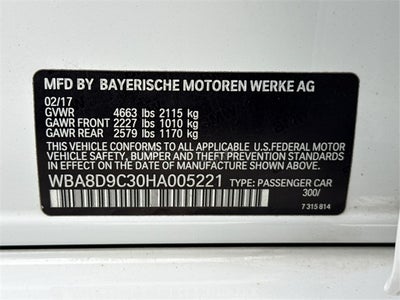 MFD BY BAYERISCHE MOTOREN WERKE AG
02/17
GVWR 4663 lbs 2115 kg
GAWR FRONT 2227 lbs 1010 kg
GAWR REAR 2579 lbs 1170 kg
THIS VEHICLE CONFORMS TO ALL APPLICABLE U.S.FEDERAL
MOTOR VEHICLE SAFETY, BUMPER, AND THEFT PREVENTION
STANDARDS IN EFFECT ON THE DATE OF MANUFACTURE SHOWN ABOVE.
WBA8D9C30HA005221 TYPE: PASSENGER CAR
300/
7 315 814